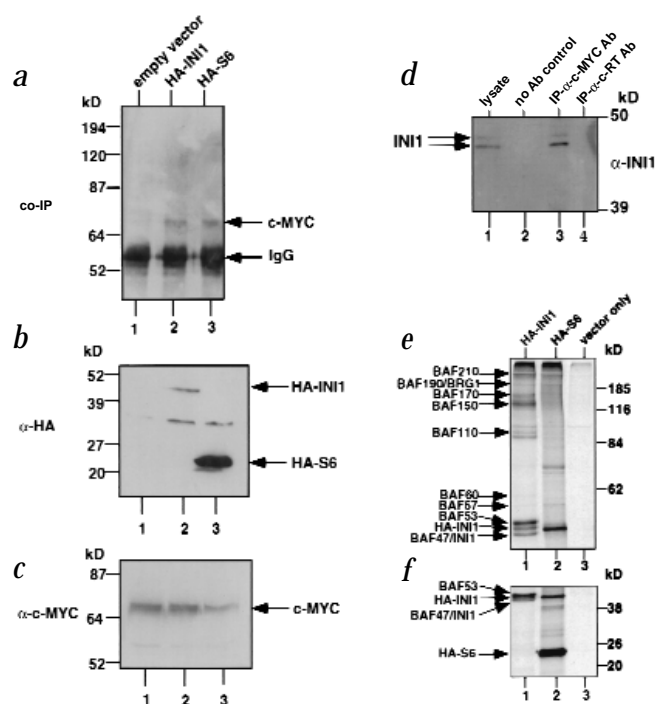 a
empty vector
HA-INI1
HA-S6
kD
194
120
87
64
52
co-IP
c-MYC
IgG
1 2 3
b
kD
52
39
27
20
α-HA
HA-INI1
HA-S6
1 2 3
c
87
64
52
α-c-MYC
c-MYC
1 2 3
d
lysate
no Ab control
IP-α-c-MYC Ab
IP-α-c-RT Ab
kD
50
39
INI1
α-INI1
1 2 3 4
e
HA-INI1
HA-S6
vector only
BAF210
BAF190/BRG1
BAF170
BAF150
BAF110
BAF60
BAF57
BAF53
HA-INI1
BAF47/INI1
kD
185
116
84
62
1 2 3
f
BAF53
HA-INI1
BAF47/INI1
HA-S6
kD
38
26
20
1 2 3